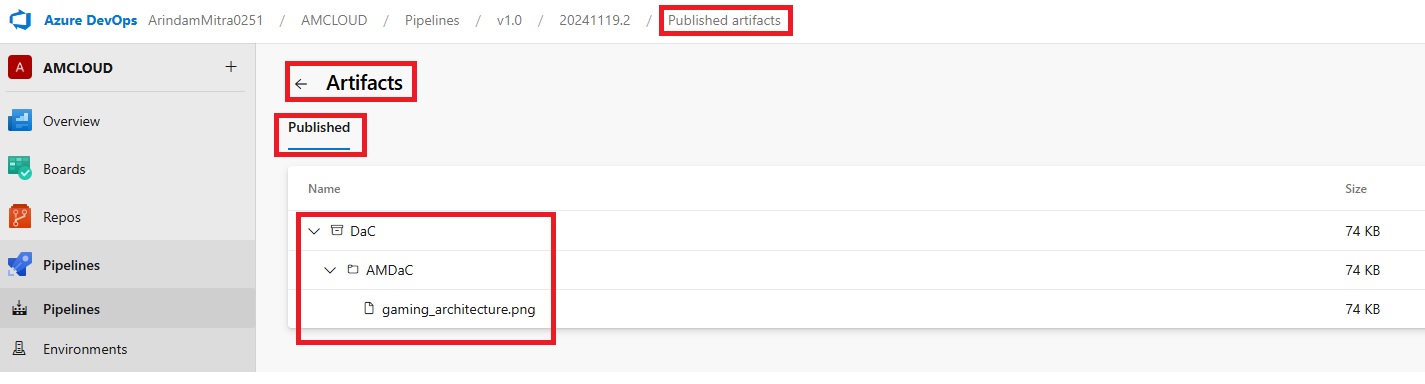 Azure DevOps ArindamMitra0251 / AMCLOUD / Pipelines / v1.0 / 20241119.2 / Published artifacts
A AMCLOUD +
Overview
Boards
Repos
Pipelines
Pipelines
Environments
← Artifacts
Published
Name Size
DaC 74 KB
AMDaC 74 KB
gaming_architecture.png 74 KB